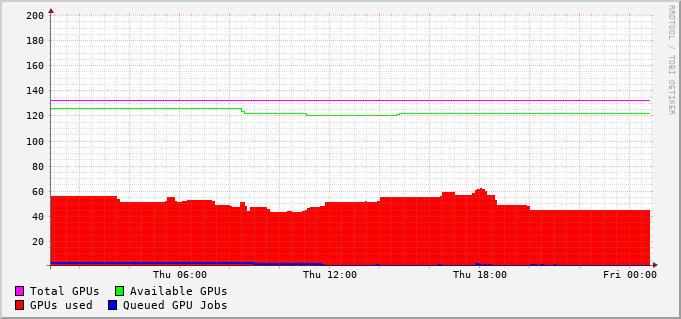 200
180
160
140
120
100
80
60
40
20
Thu 06:00 Thu 12:00 Thu 18:00 Fri 00:00
Total GPUs Available GPUs
GPUs used Queued GPU Jobs
RRDTOOL / TOBI OETIKER